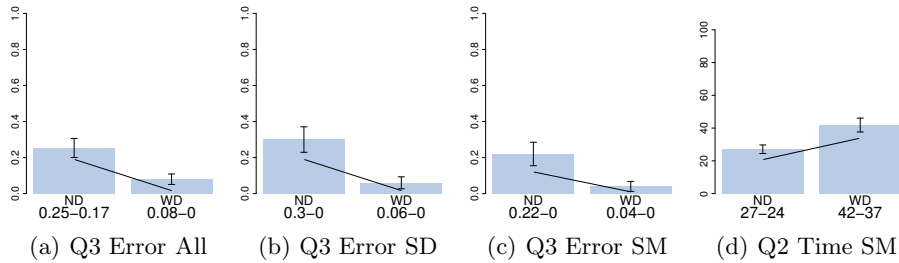 0.0 0.2 0.4 0.6 0.8 1.0
ND WD
0.25−0.17 0.08−0
(a) Q3 Error All
0.0 0.2 0.4 0.6 0.8 1.0
ND WD
0.3−0 0.06−0
(b) Q3 Error SD
0.0 0.2 0.4 0.6 0.8 1.0
ND WD
0.22−0 0.04−0
(c) Q3 Error SM
0 20 40 60 80 100
ND WD
27−24 42−37
(d) Q2 Time SM